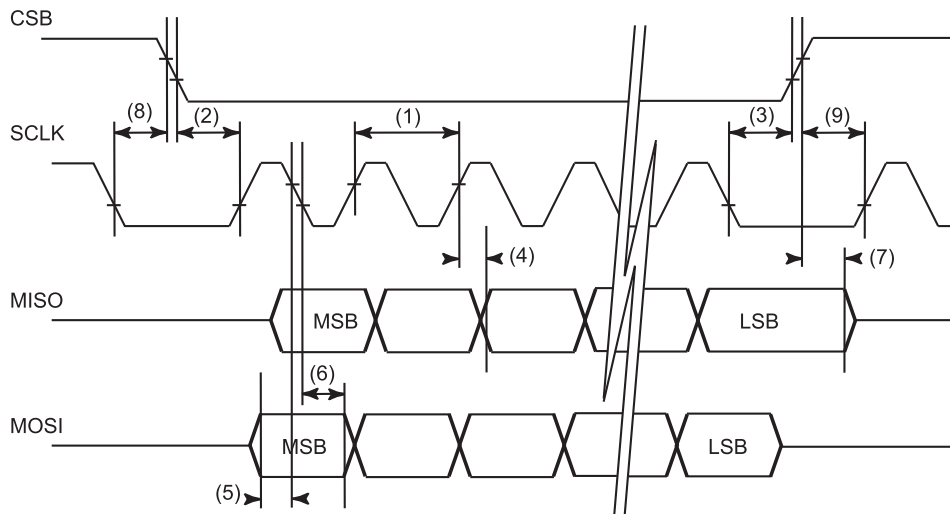 CSB
(8) (2) (1) (3) (9)
SCLK
(4) (7)
MISO MSB LSB
(6)
MOSI MSB LSB
(5)